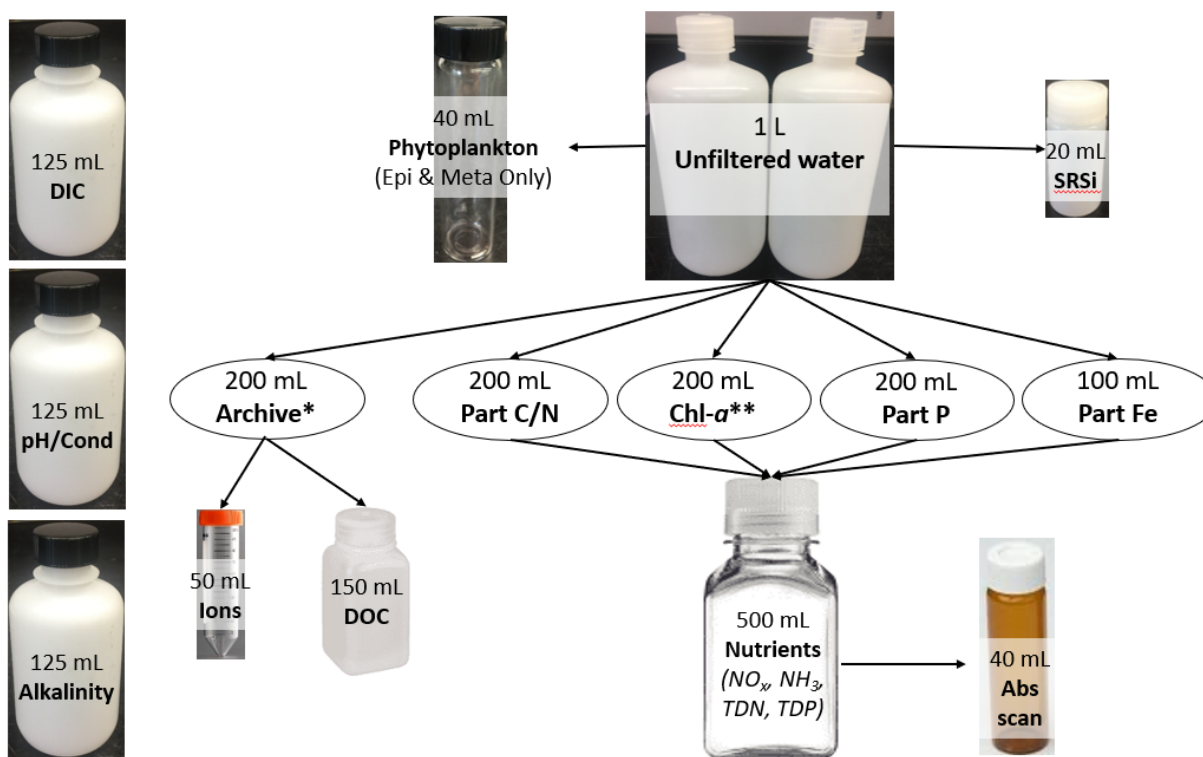 125 mL
DIC
125 mL
pH/Cond
125 mL
Alkalinity
40 mL
Phytoplankton
(Epi & Meta Only)
1 L
Unfiltered water
20 mL
SRSi
200 mL
Archive*
200 mL
Part C/N
200 mL
Chl-a**
200 mL
Part P
100 mL
Part Fe
50 mL
Ions
150 mL
DOC
500 mL
Nutrients
(NOₓ, NH₃,
TDN, TDP)
40 mL
Abs
scan